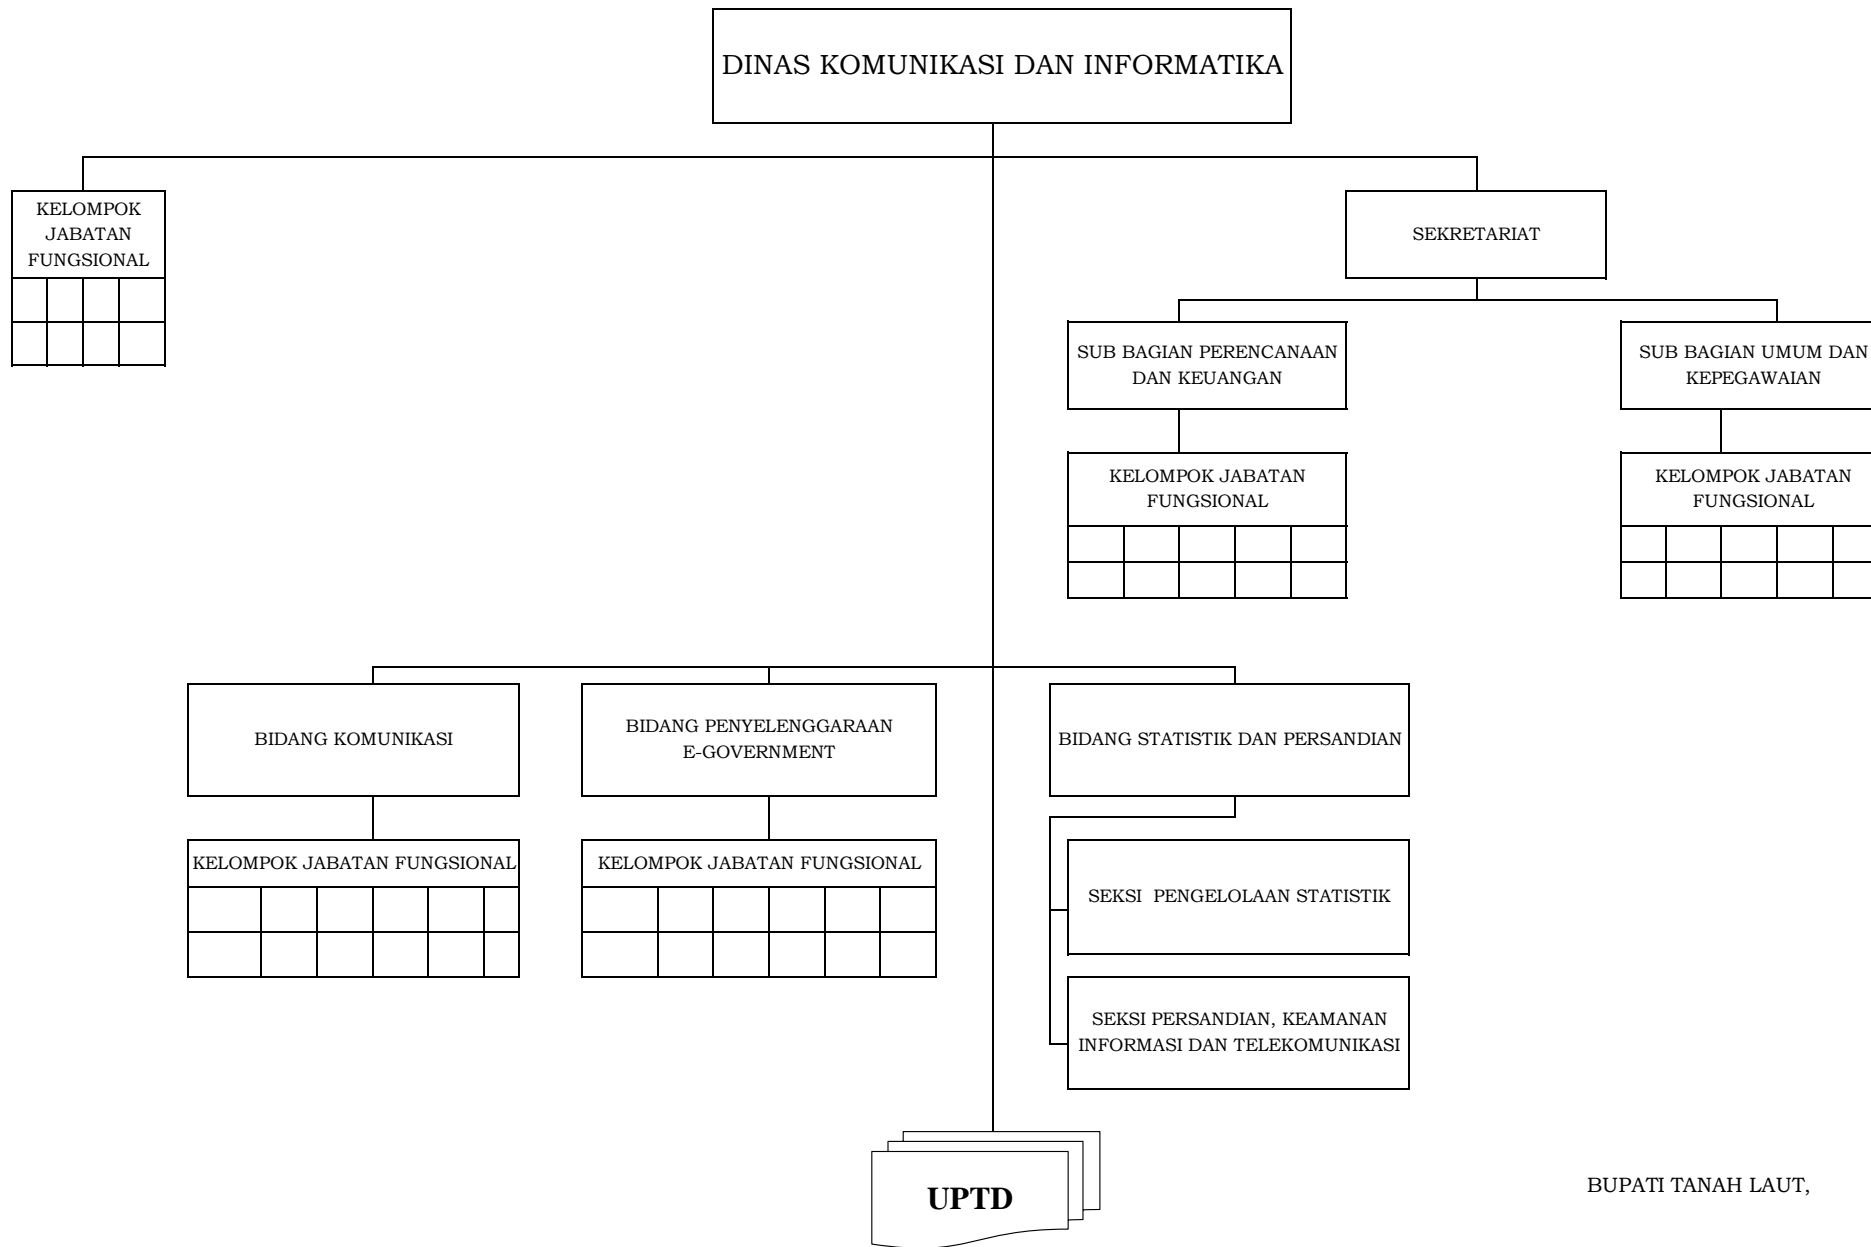 DINAS KOMUNIKASI DAN INFORMATIKA
KELOMPOK
JABATAN
FUNGSIONAL
SEKRETARIAT
SUB BAGIAN PERENCANAAN
DAN KEUANGAN
SUB BAGIAN UMUM DAN
KEPEGAWAIAN
KELOMPOK JABATAN
FUNGSIONAL
KELOMPOK JABATAN
FUNGSIONAL
BIDANG KOMUNIKASI
BIDANG PENYELENGGARAAN
E-GOVERNMENT
BIDANG STATISTIK DAN PERSANDIAN
KELOMPOK JABATAN FUNGSIONAL
KELOMPOK JABATAN FUNGSIONAL
SEKSI  PENGELOLAAN STATISTIK
SEKSI PERSANDIAN, KEAMANAN
INFORMASI DAN TELEKOMUNIKASI
UPTD
BUPATI TANAH LAUT,